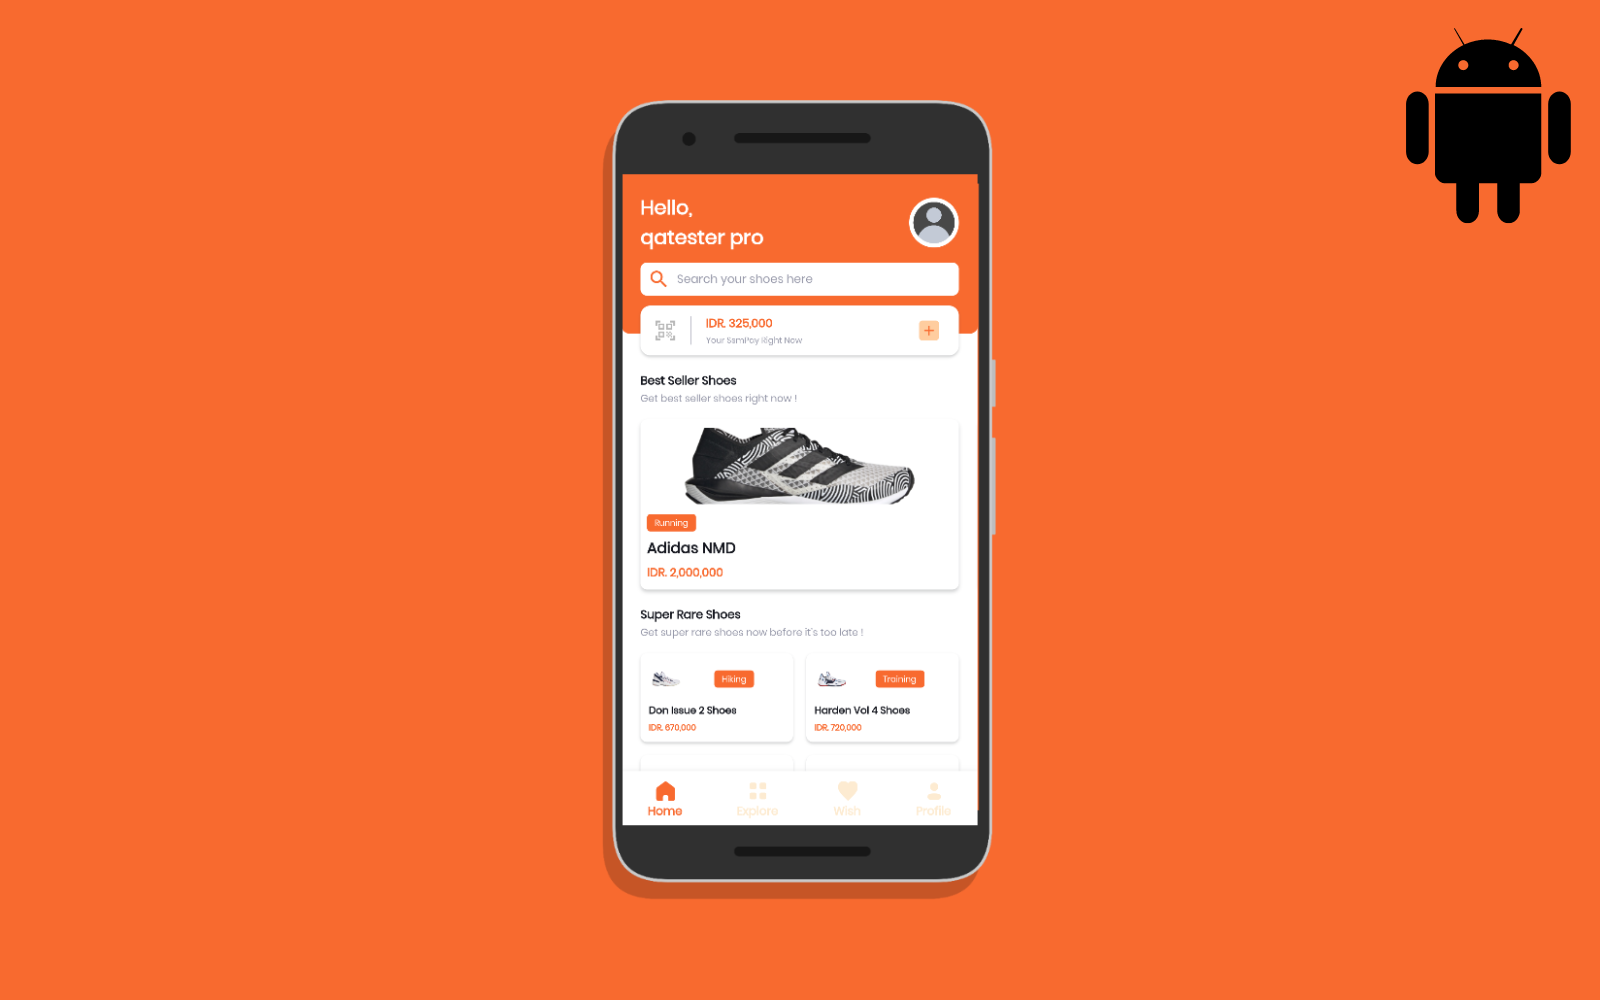 Hello,
qatester pro
Search your shoes here
IDR. 325,000
Your SamPay Right Now
Best Seller Shoes
Get best seller shoes right now !
Running
Adidas NMD
IDR. 2,000,000
Super Rare Shoes
Get super rare shoes now before it's too late !
Hiking
Training
Don Issue 2 Shoes
Harden Vol 4 Shoes
IDR. 670,000
IDR. 720,000
Home
Explore
Wish
Profile